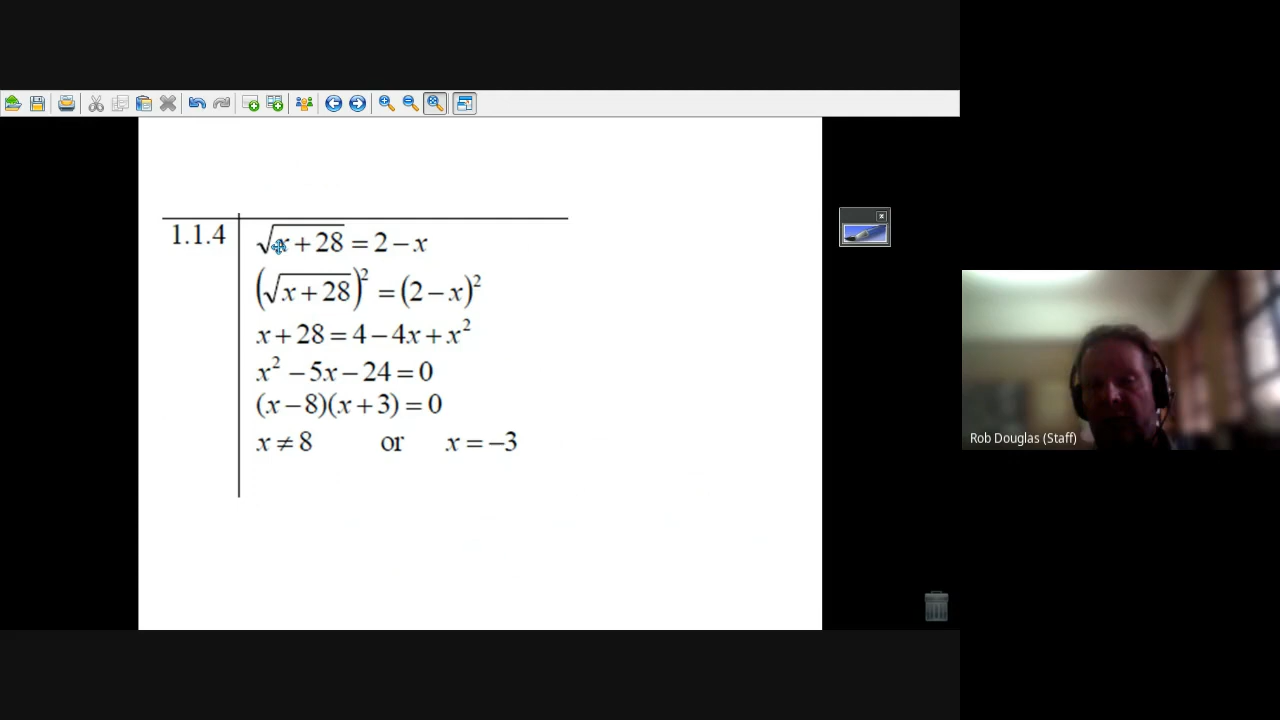 1.1.4
√x + 28 = 2 − x
(√x + 28)² = (2 − x)²
x + 28 = 4 − 4x + x²
x² − 5x − 24 = 0
(x − 8)(x + 3) = 0
x ≠ 8 or x = −3
Rob Douglas (Staff)